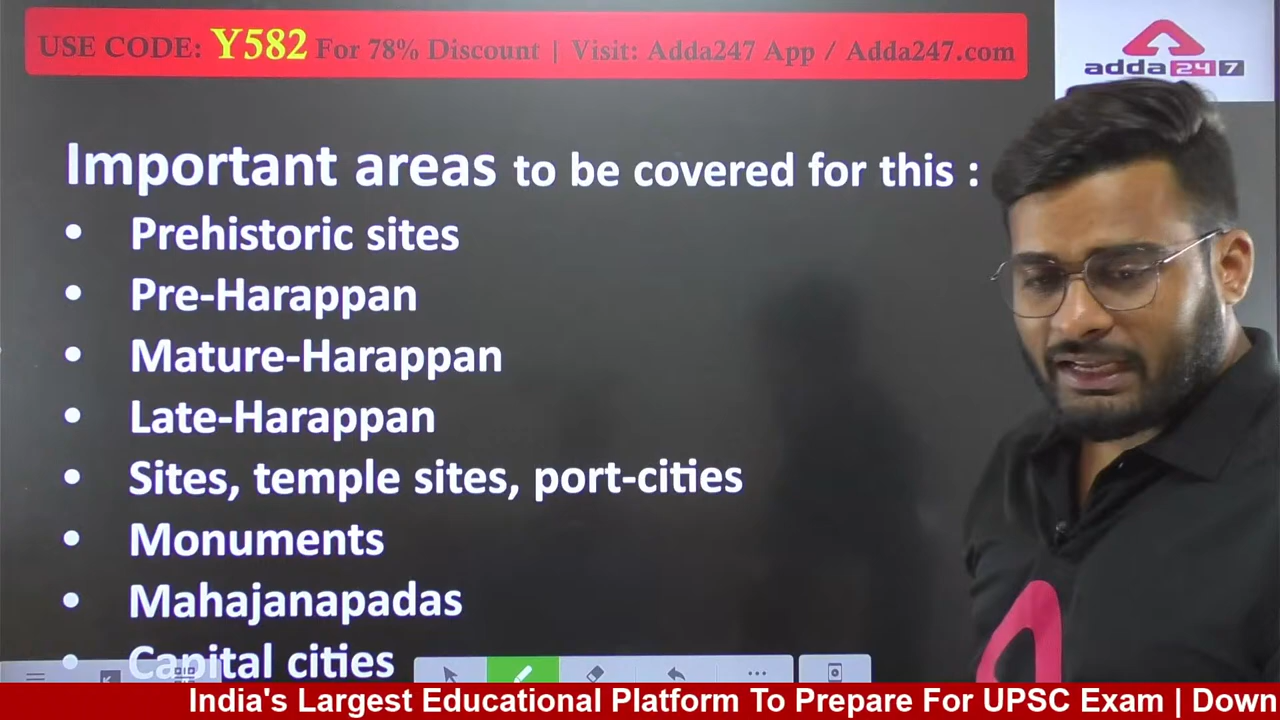 USE CODE: Y582 For 78% Discount | Visit: Adda247 App / Adda247.com
adda 24 7
Important areas to be covered for this :
• Prehistoric sites
• Pre-Harappan
• Mature-Harappan
• Late-Harappan
• Sites, temple sites, port-cities
• Monuments
• Mahajanapadas
• Capital cities
India's Largest Educational Platform To Prepare For UPSC Exam | Down